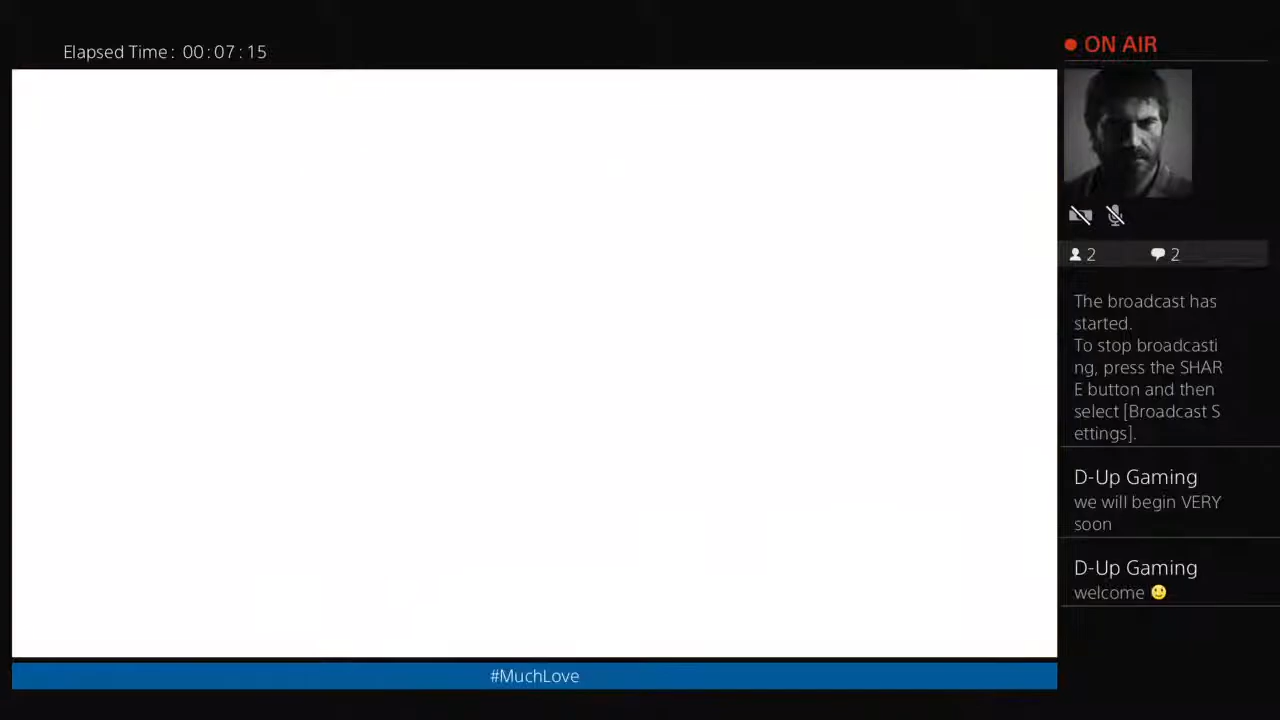 Elapsed Time: 00:07:15
ON AIR
2
2
The broadcast has
started.
To stop broadcasti
ng, press the SHAR
E button and then
select [Broadcast S
ettings].
D-Up Gaming
we will begin VERY
soon
D-Up Gaming
welcome 🙂
#MuchLove